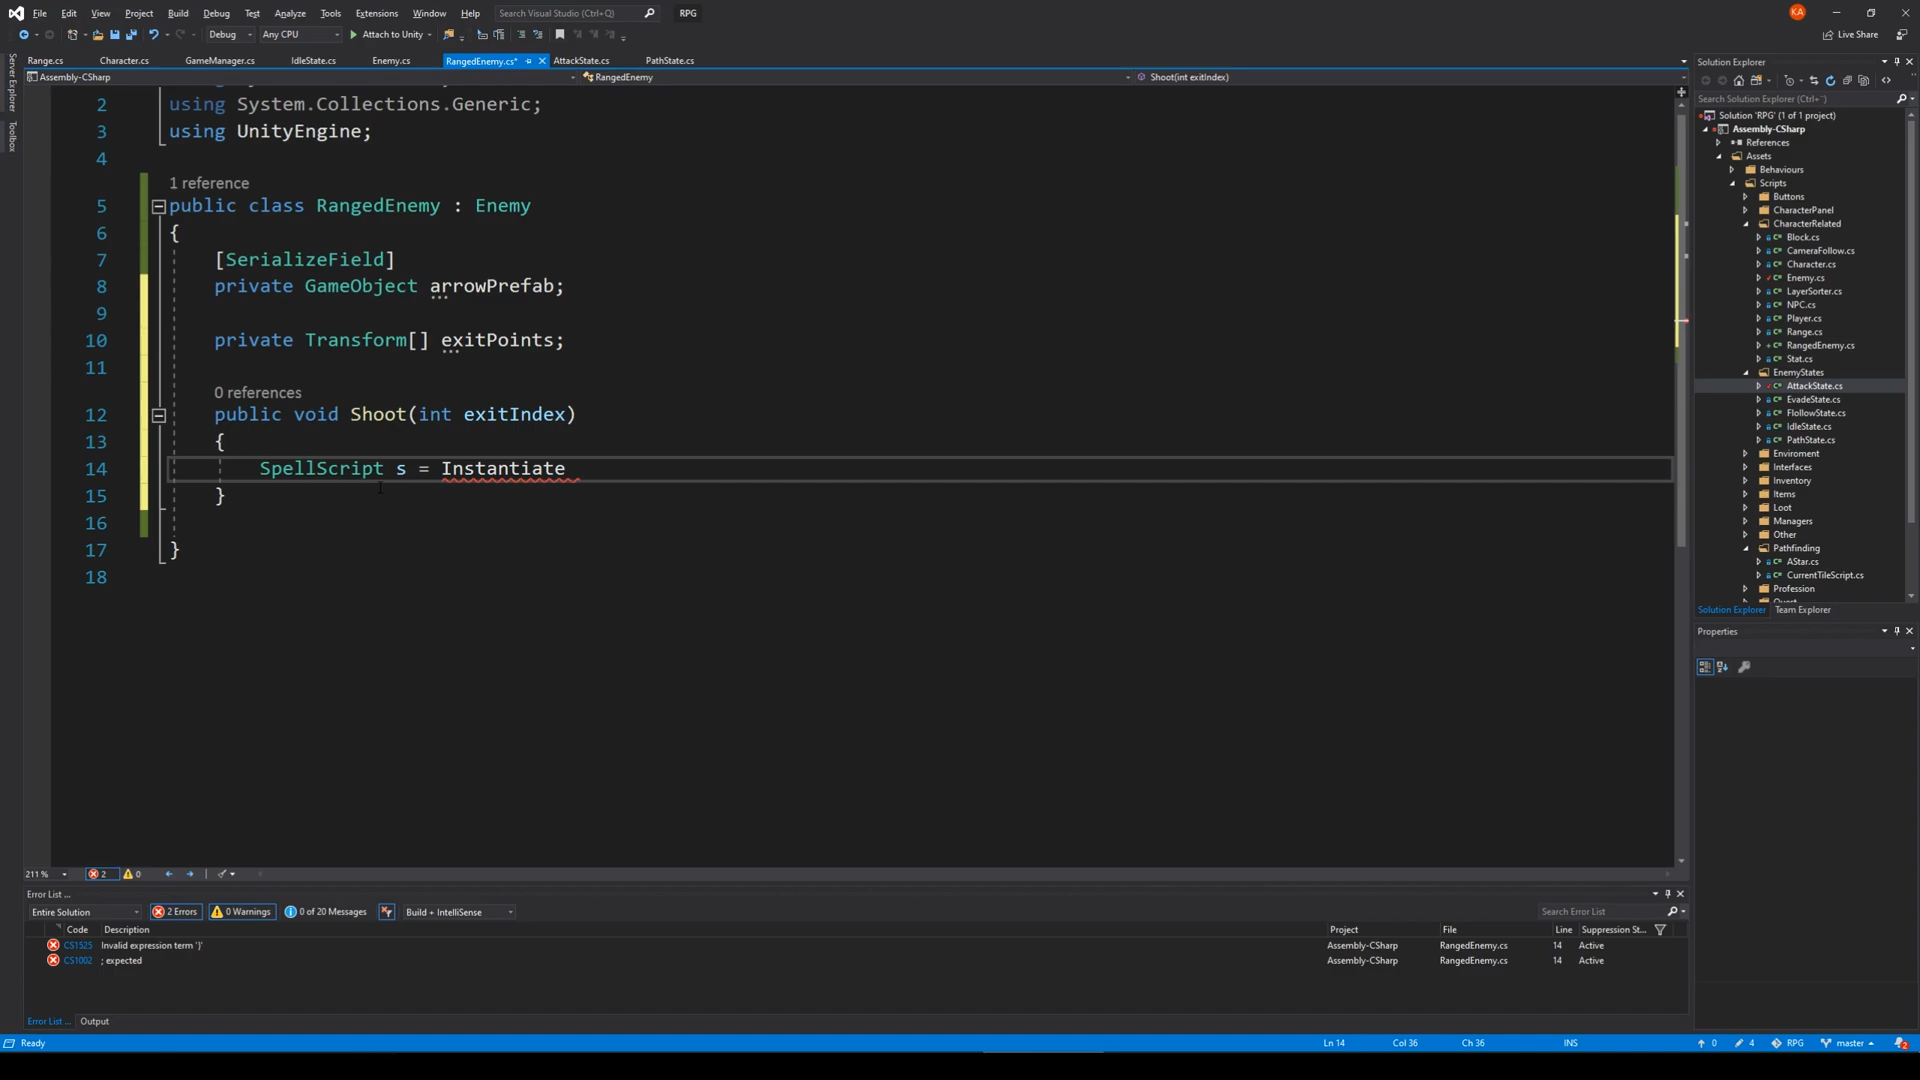 File Edit View Project Build Debug Test Analyze Tools Extensions Window Help Search Visual Studio (Ctrl+Q) RPG KA
Debug Any CPU Attach to Unity Live Share
Server Explorer
Toolbox
Range.cs Character.cs GameManager.cs IdleState.cs Enemy.cs RangedEnemy.cs* AttackState.cs PathState.cs
Assembly-CSharp RangedEnemy Shoot(int exitIndex)
2 using System.Collections.Generic;
3 using UnityEngine;
4
1 reference
5 public class RangedEnemy : Enemy
6 {
7 [SerializeField]
8 private GameObject arrowPrefab;
9
10 private Transform[] exitPoints;
11
0 references
12 public void Shoot(int exitIndex)
13 {
14 SpellScript s = Instantiate
15 }
16
17 }
18
211 % 2 0
Error List ...
Entire Solution 2 Errors 0 Warnings 0 of 20 Messages Build + IntelliSense Search Error List
Code Description Project File Line Suppression St...
CS1525 Invalid expression term '}' Assembly-CSharp RangedEnemy.cs 14 Active
CS1002 ; expected Assembly-CSharp RangedEnemy.cs 14 Active
Error List ... Output
Ready Ln 14 Col 36 Ch 36 INS 0 4 RPG master 2
Solution Explorer
Search Solution Explorer (Ctrl+¨)
Solution 'RPG' (1 of 1 project)
Assembly-CSharp
References
Assets
Behaviours
Scripts
Buttons
CharacterPanel
CharacterRelated
Block.cs
CameraFollow.cs
Character.cs
Enemy.cs
LayerSorter.cs
NPC.cs
Player.cs
Range.cs
RangedEnemy.cs
Stat.cs
EnemyStates
AttackState.cs
EvadeState.cs
FlollowState.cs
IdleState.cs
PathState.cs
Enviroment
Interfaces
Inventory
Items
Loot
Managers
Other
Pathfinding
AStar.cs
CurrentTileScript.cs
Profession
Solution Explorer Team Explorer
Properties